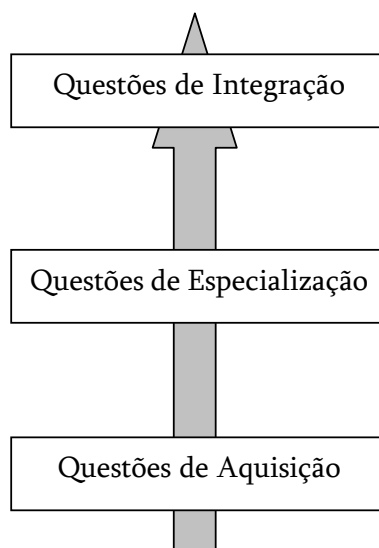 Questões de Integração
Questões de Especialização
Questões de Aquisição